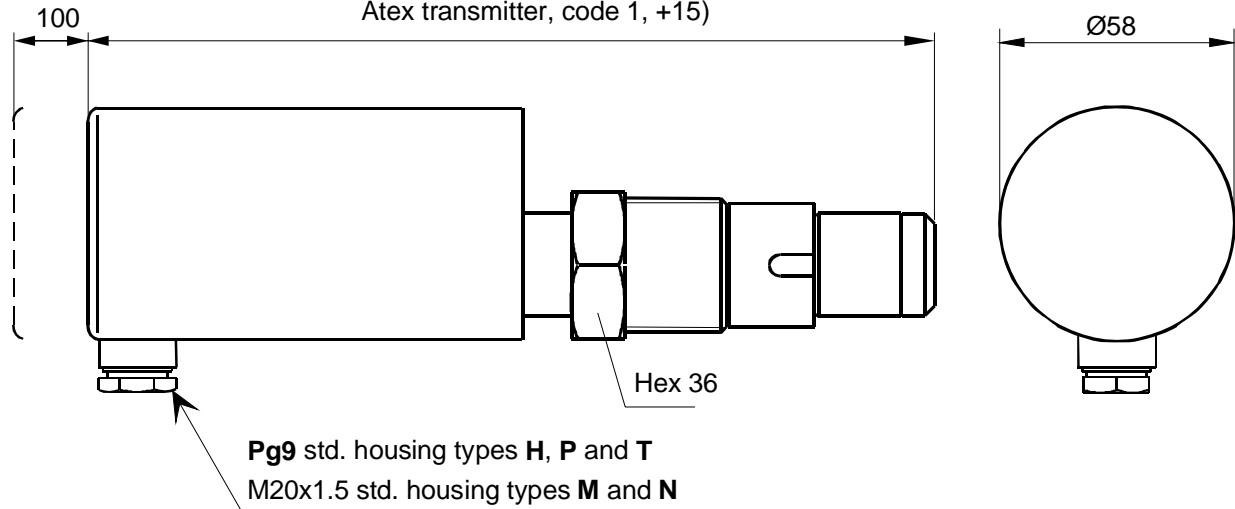 Atex transmitter, code 1, +15)
100
Ø58
Hex 36
Pg9 std. housing types H, P and T
M20x1.5 std. housing types M and N